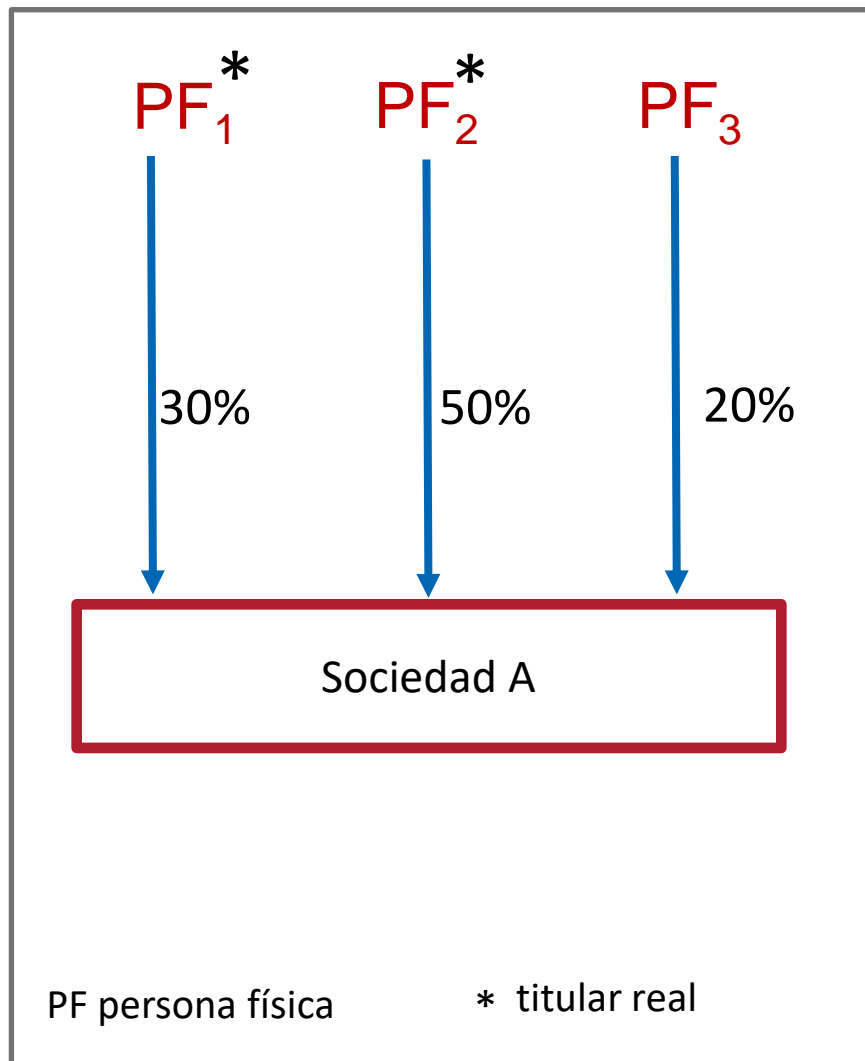 PF₁* PF₂* PF₃
30% 50% 20%
Sociedad A
PF persona física * titular real